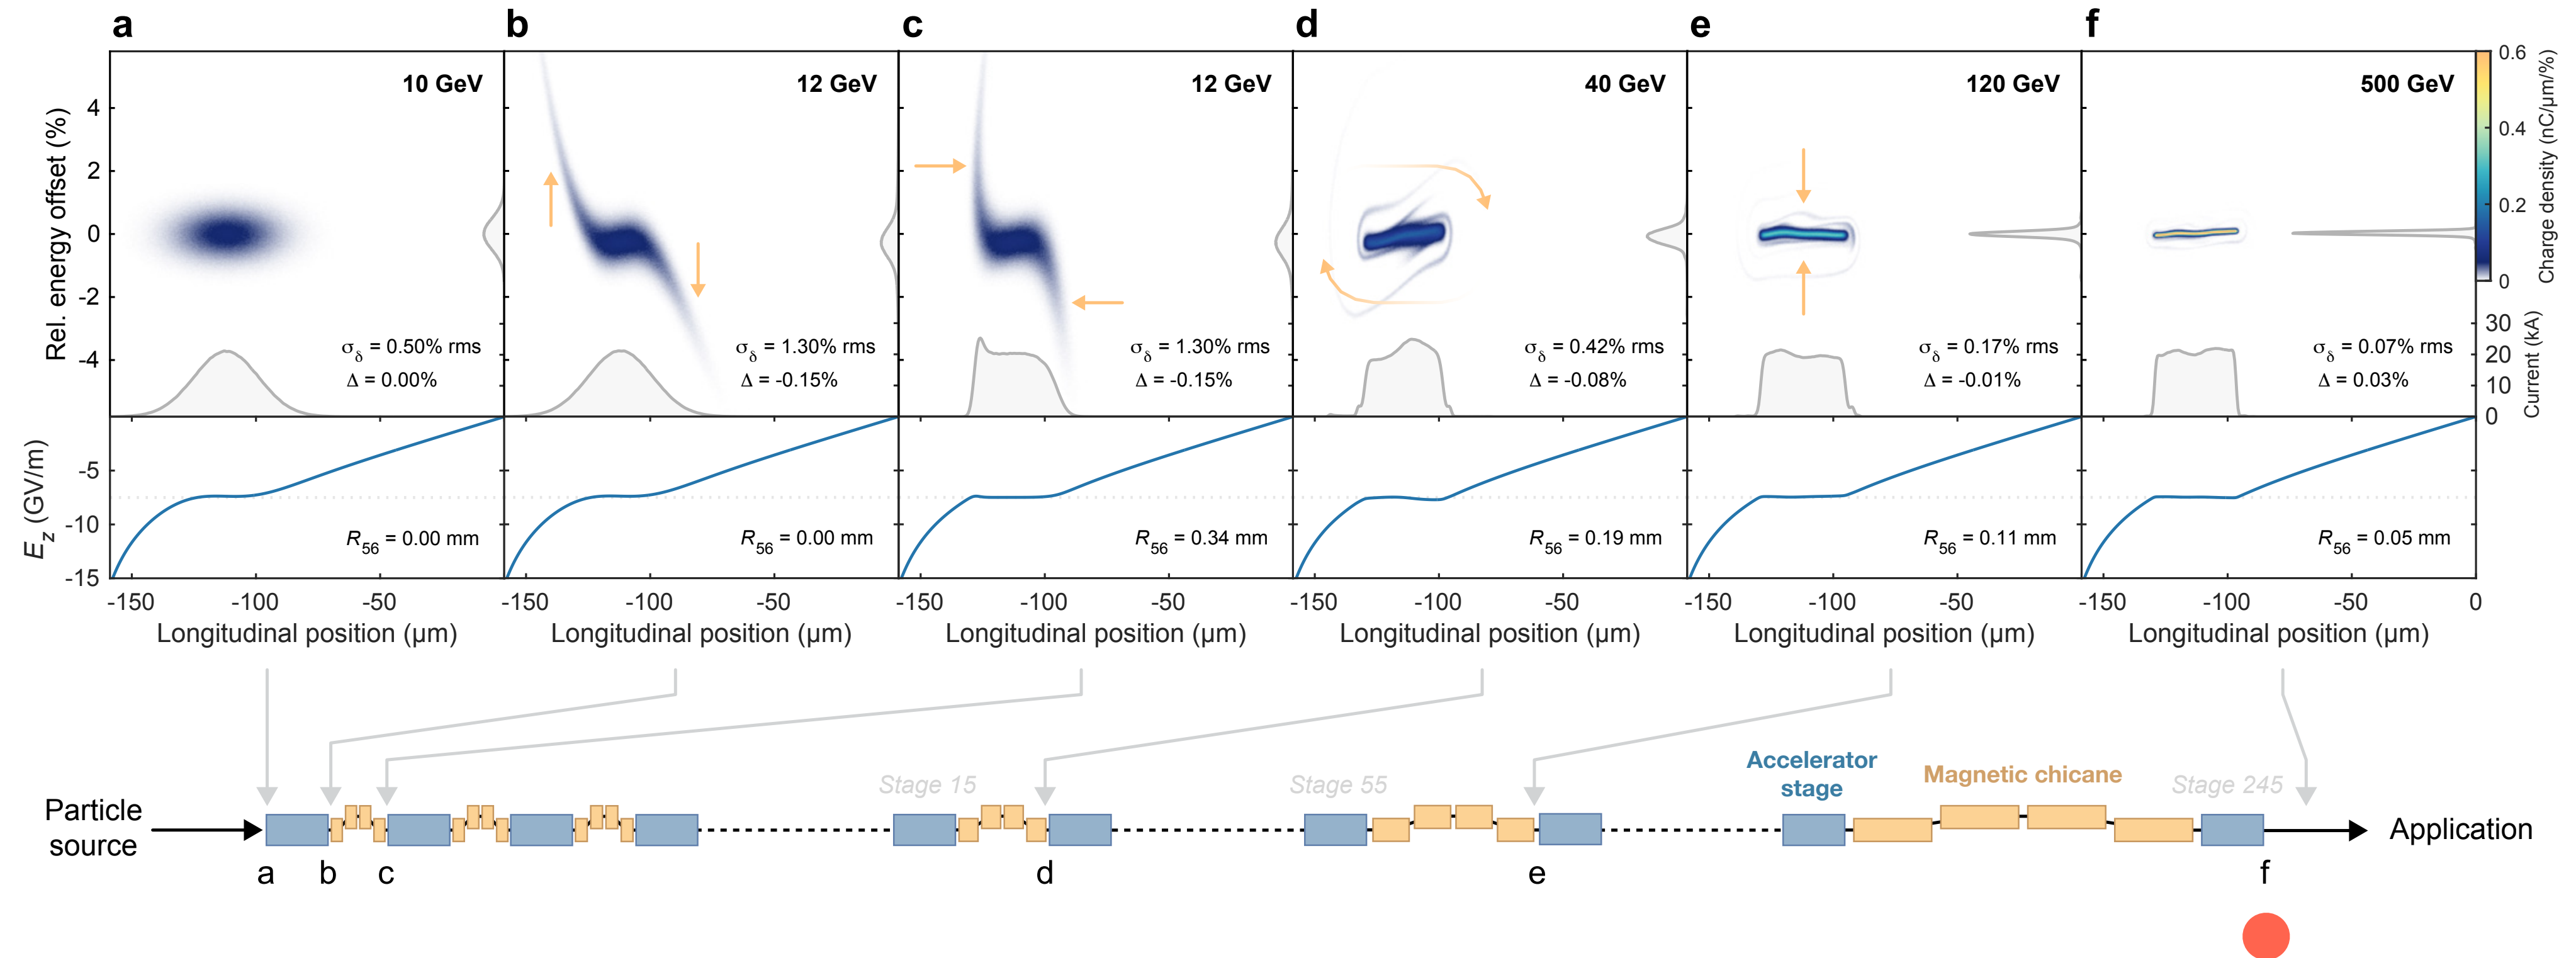 a b c d e f
10 GeV 12 GeV 12 GeV 40 GeV 120 GeV 500 GeV
Rel. energy offset (%)
4
2
0
-2
-4
σδ = 0.50% rms
Δ = 0.00%
σδ = 1.30% rms
Δ = -0.15%
σδ = 1.30% rms
Δ = -0.15%
σδ = 0.42% rms
Δ = -0.08%
σδ = 0.17% rms
Δ = -0.01%
σδ = 0.07% rms
Δ = 0.03%
0.6
0.4
0.2
0
Charge density (nC/μm/%)
30
20
10
0
Current (kA)
Ez (GV/m)
-5
-10
-15
R56 = 0.00 mm
R56 = 0.00 mm
R56 = 0.34 mm
R56 = 0.19 mm
R56 = 0.11 mm
R56 = 0.05 mm
-150 -100 -50 -150 -100 -50 -150 -100 -50 -150 -100 -50 -150 -100 -50 -150 -100 -50 0
Longitudinal position (μm) Longitudinal position (μm) Longitudinal position (μm) Longitudinal position (μm) Longitudinal position (μm) Longitudinal position (μm)
Particle
source
Stage 15
Stage 55
Accelerator
stage
Magnetic chicane
Stage 245
Application
a b c d e f